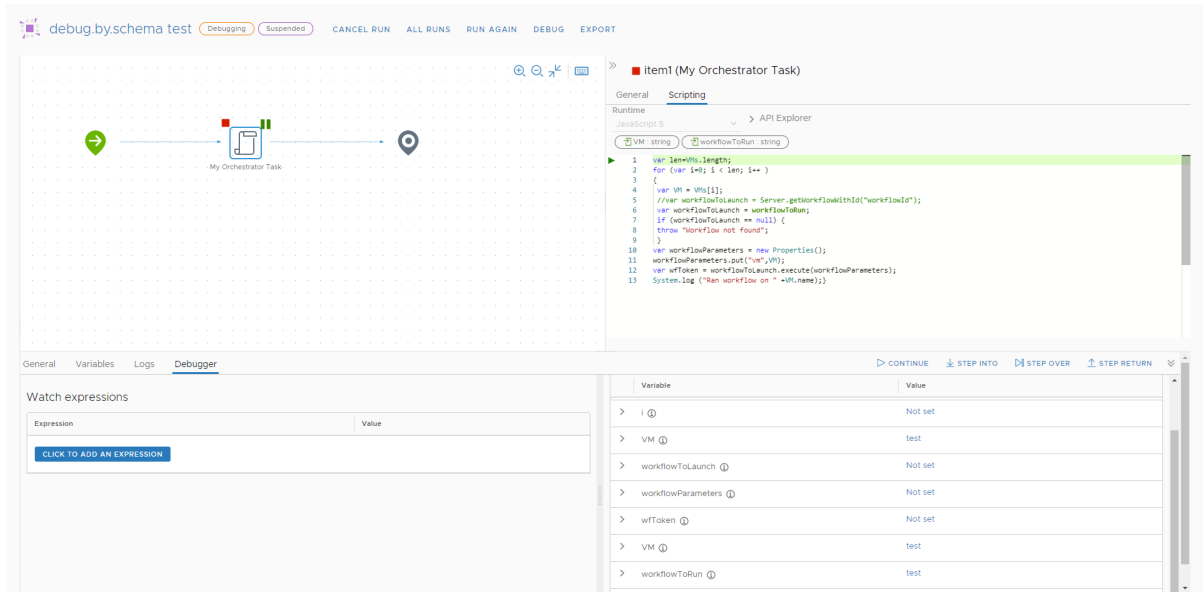 debug.by.schema test Debugging Suspended CANCEL RUN ALL RUNS RUN AGAIN DEBUG EXPORT
My Orchestrator Task
item1 (My Orchestrator Task)
General Scripting
Runtime
JavaScript 5 API Explorer
VM : string workflowToRun : string
1 var len=VMs.length;
2 for (var i=0; i < len; i++ )
3 {
4 var VM = VMs[i];
5 //var workflowToLaunch = Server.getWorkflowWithId("workflowId");
6 var workflowToLaunch = workflowToRun;
7 if (workflowToLaunch == null) {
8 throw "Workflow not found";
9 }
10 var workflowParameters = new Properties();
11 workflowParameters.put("vm",VM);
12 var wfToken = workflowToLaunch.execute(workflowParameters);
13 System.log ("Ran workflow on " +VM.name);}
General Variables Logs Debugger
CONTINUE STEP INTO STEP OVER STEP RETURN
Watch expressions
Expression Value
CLICK TO ADD AN EXPRESSION
Variable Value
i Not set
VM test
workflowToLaunch Not set
workflowParameters Not set
wfToken Not set
VM test
workflowToRun test